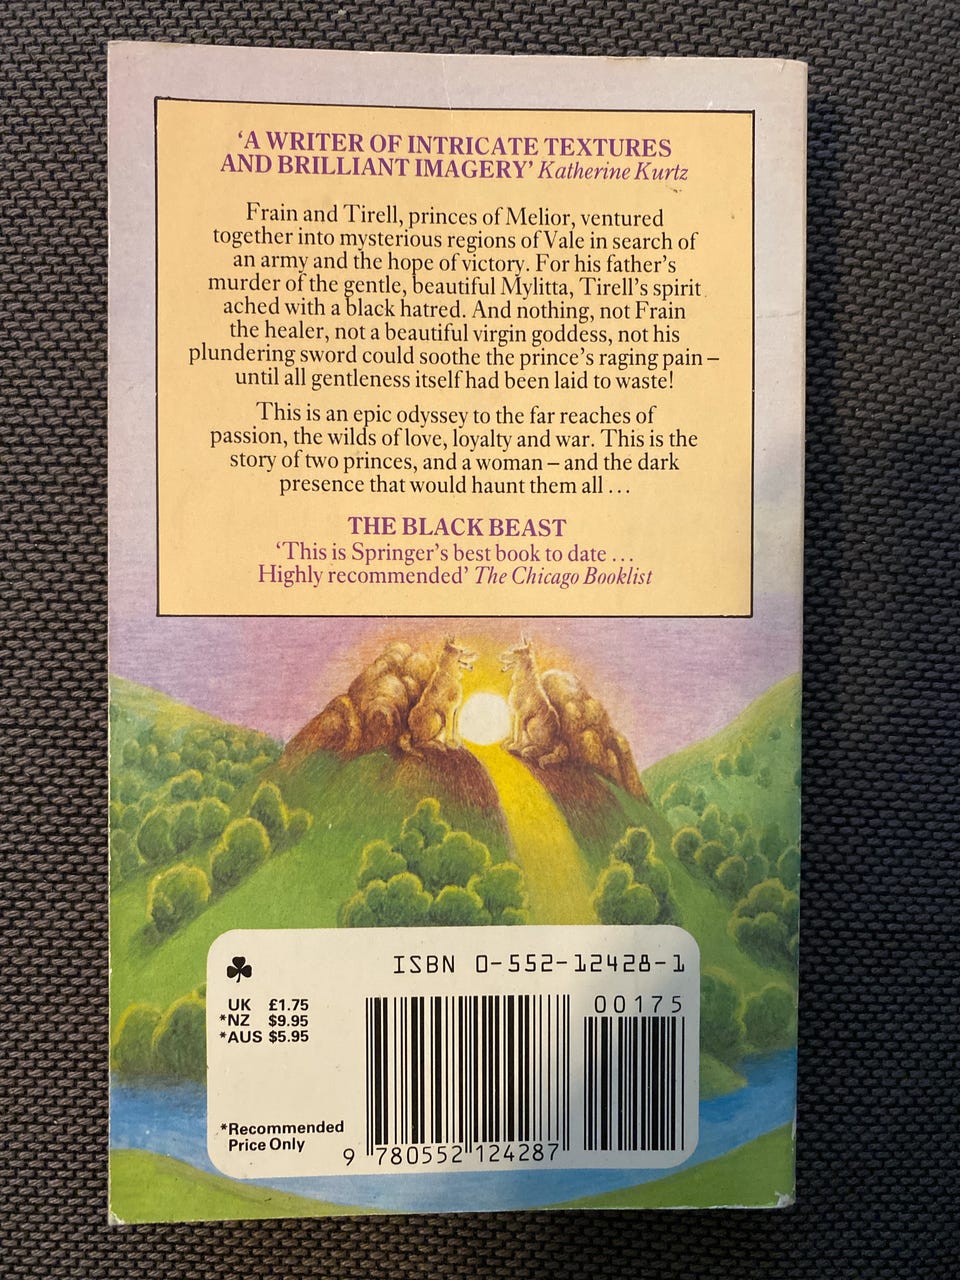 ‘A WRITER OF INTRICATE TEXTURES
AND BRILLIANT IMAGERY’ Katherine Kurtz
Frain and Tirell, princes of Melior, ventured
together into mysterious regions of Vale in search of
an army and the hope of victory. For his father’s
murder of the gentle, beautiful Mylitta, Tirell’s spirit
ached with a black hatred. And nothing, not Frain
the healer, not a beautiful virgin goddess, not his
plundering sword could soothe the prince’s raging pain –
until all gentleness itself had been laid to waste!
This is an epic odyssey to the far reaches of
passion, the wilds of love, loyalty and war. This is the
story of two princes, and a woman – and the dark
presence that would haunt them all ...
THE BLACK BEAST
‘This is Springer’s best book to date ...
Highly recommended’ The Chicago Booklist
ISBN 0-552-12428-1
UK £1.75
*NZ $9.95
*AUS $5.95
00175
*Recommended
Price Only
9 780552 124287